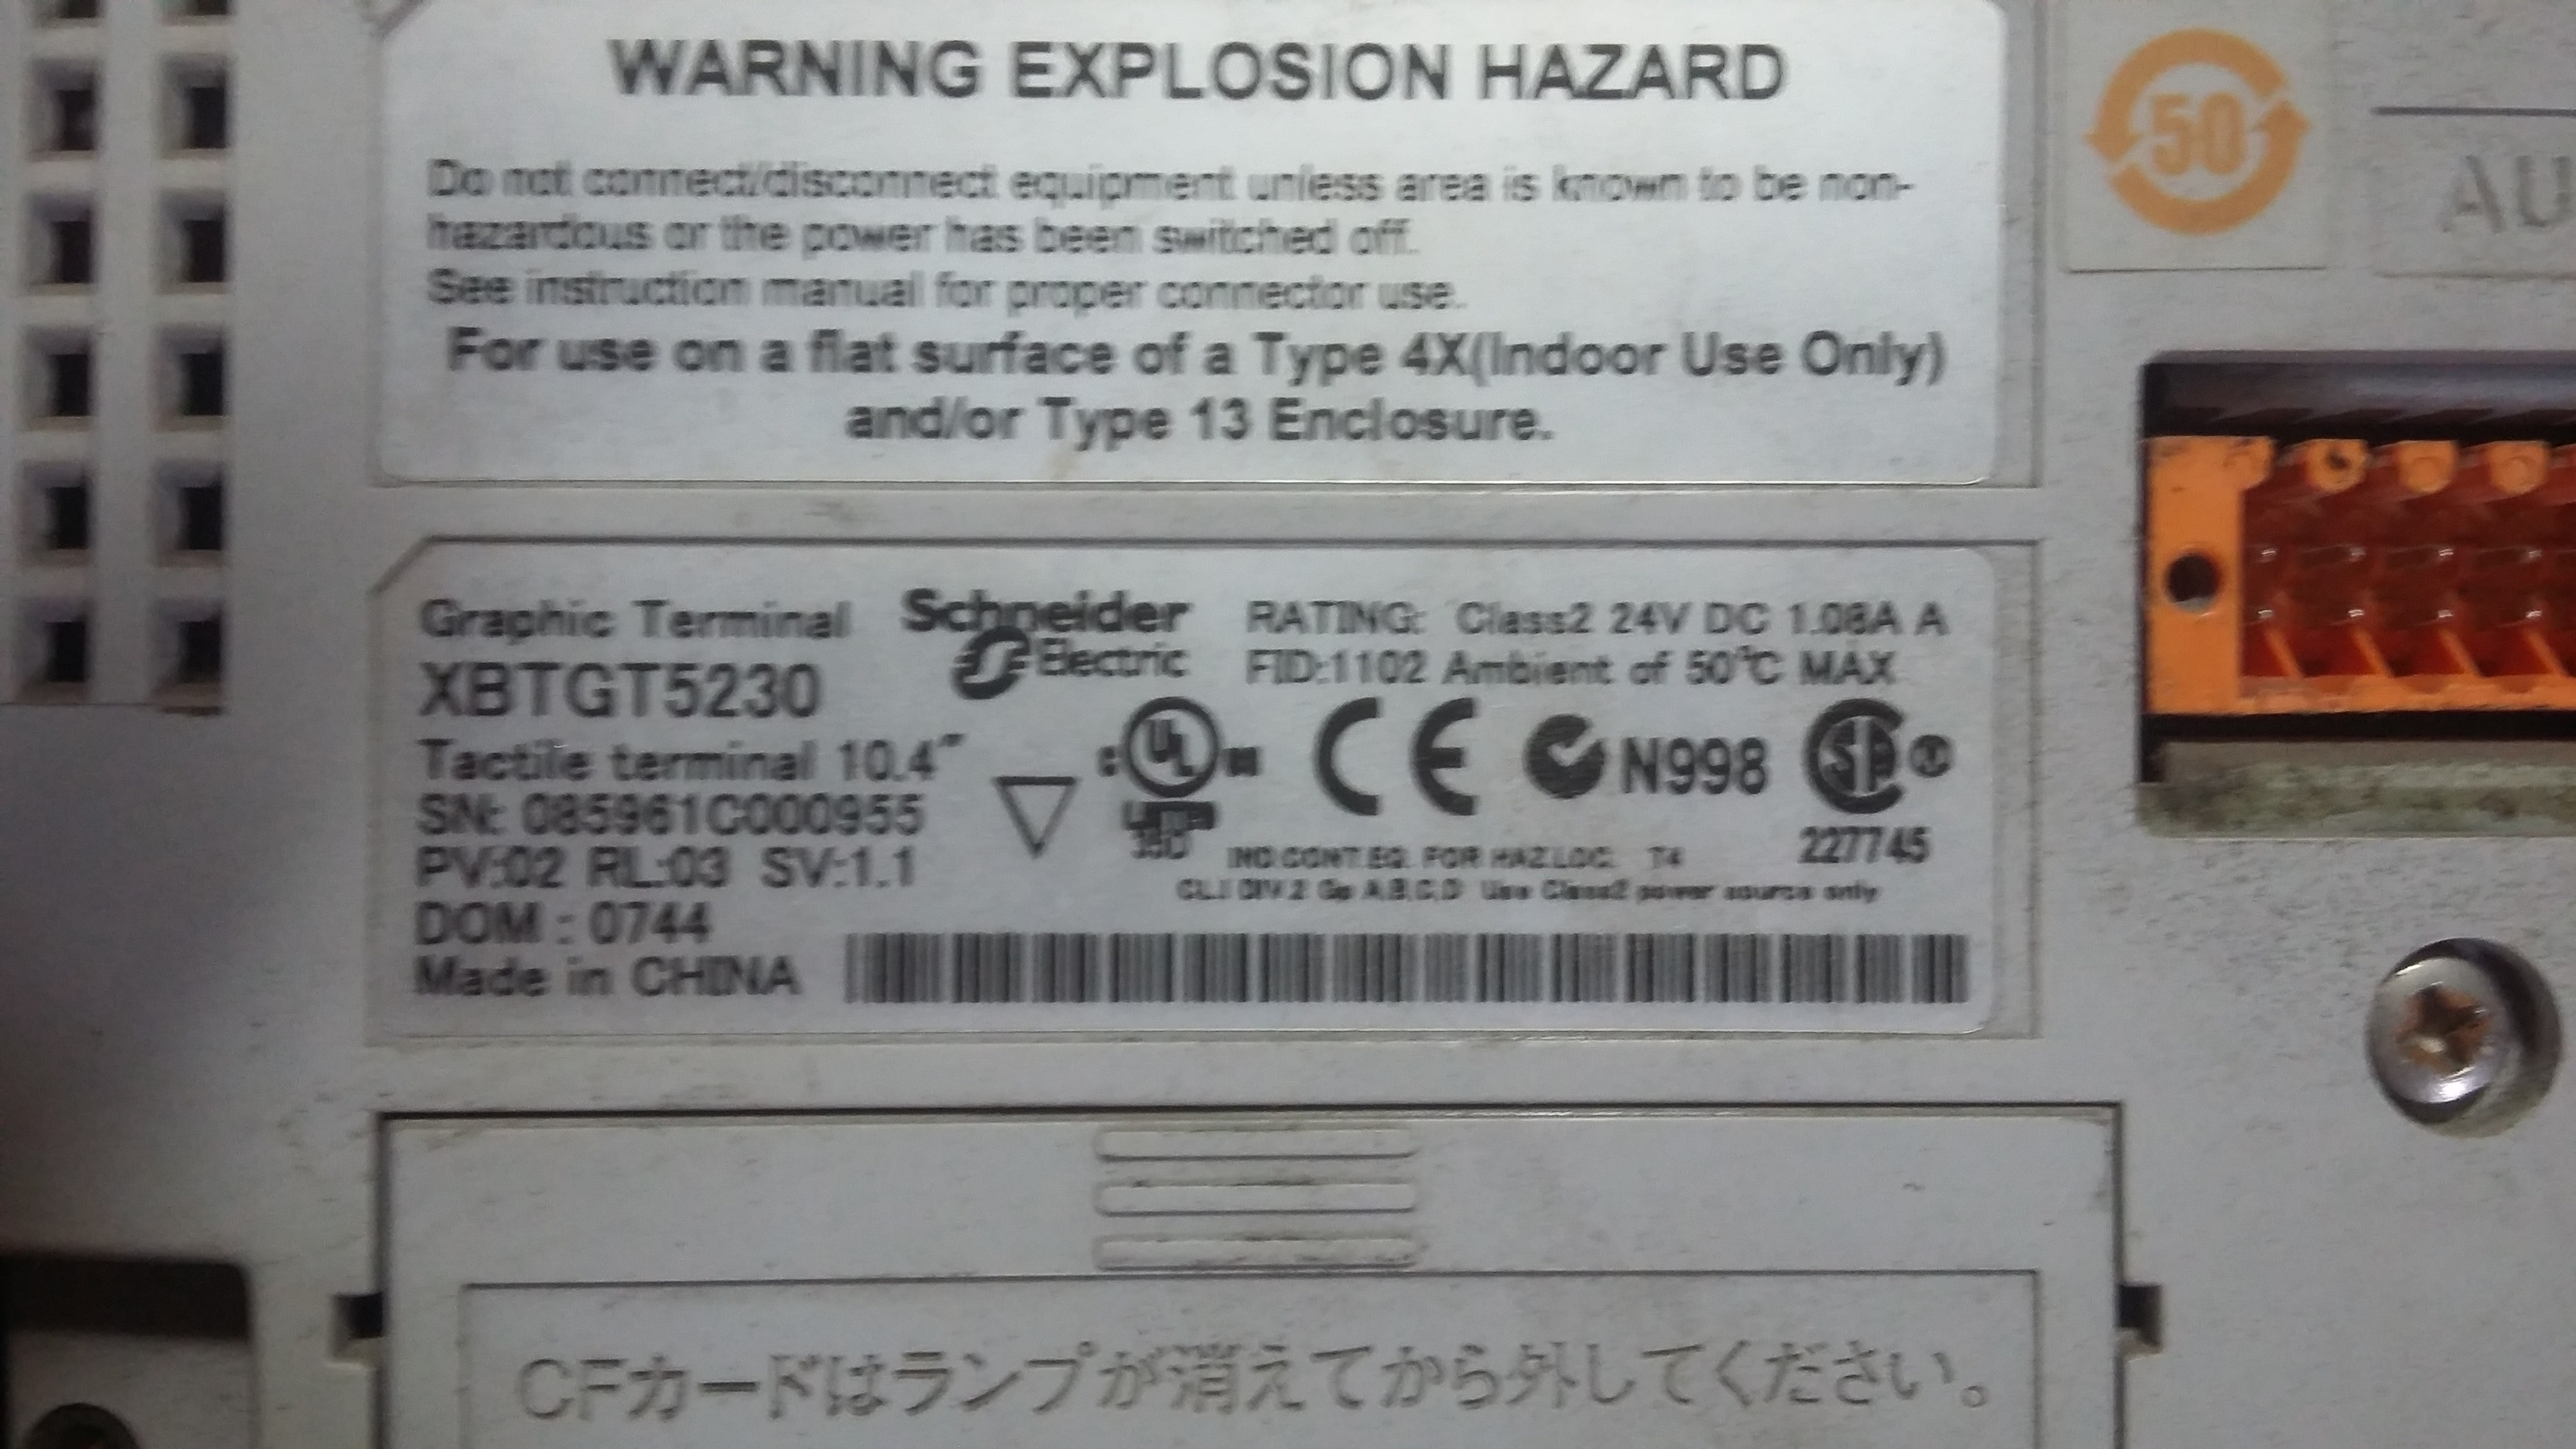 WARNING EXPLOSION HAZARD
Do not connect/disconnect equipment unless area is known to be non-
hazardous or the power has been switched off.
See instruction manual for proper connector use.
For use on a flat surface of a Type 4X(Indoor Use Only)
and/or Type 13 Enclosure.
50
AU
Graphic Terminal
XBTGT5230
Tactile terminal 10.4"
SN: 085961C000955
PV:02 RL:03 SV:1.1
DOM : 0744
Made in CHINA
Schneider
Electric
RATING: Class2 24V DC 1.08A A
FID:1102 Ambient of 50°C MAX
C UL US
LISTED
CE
N998
SP
227745
IND.CONT.EQ. FOR HAZ.LOC. T4
CL.I DIV.2 Gp A,B,C,D Use Class2 power source only
CFカードはランプが消えてから外してください。